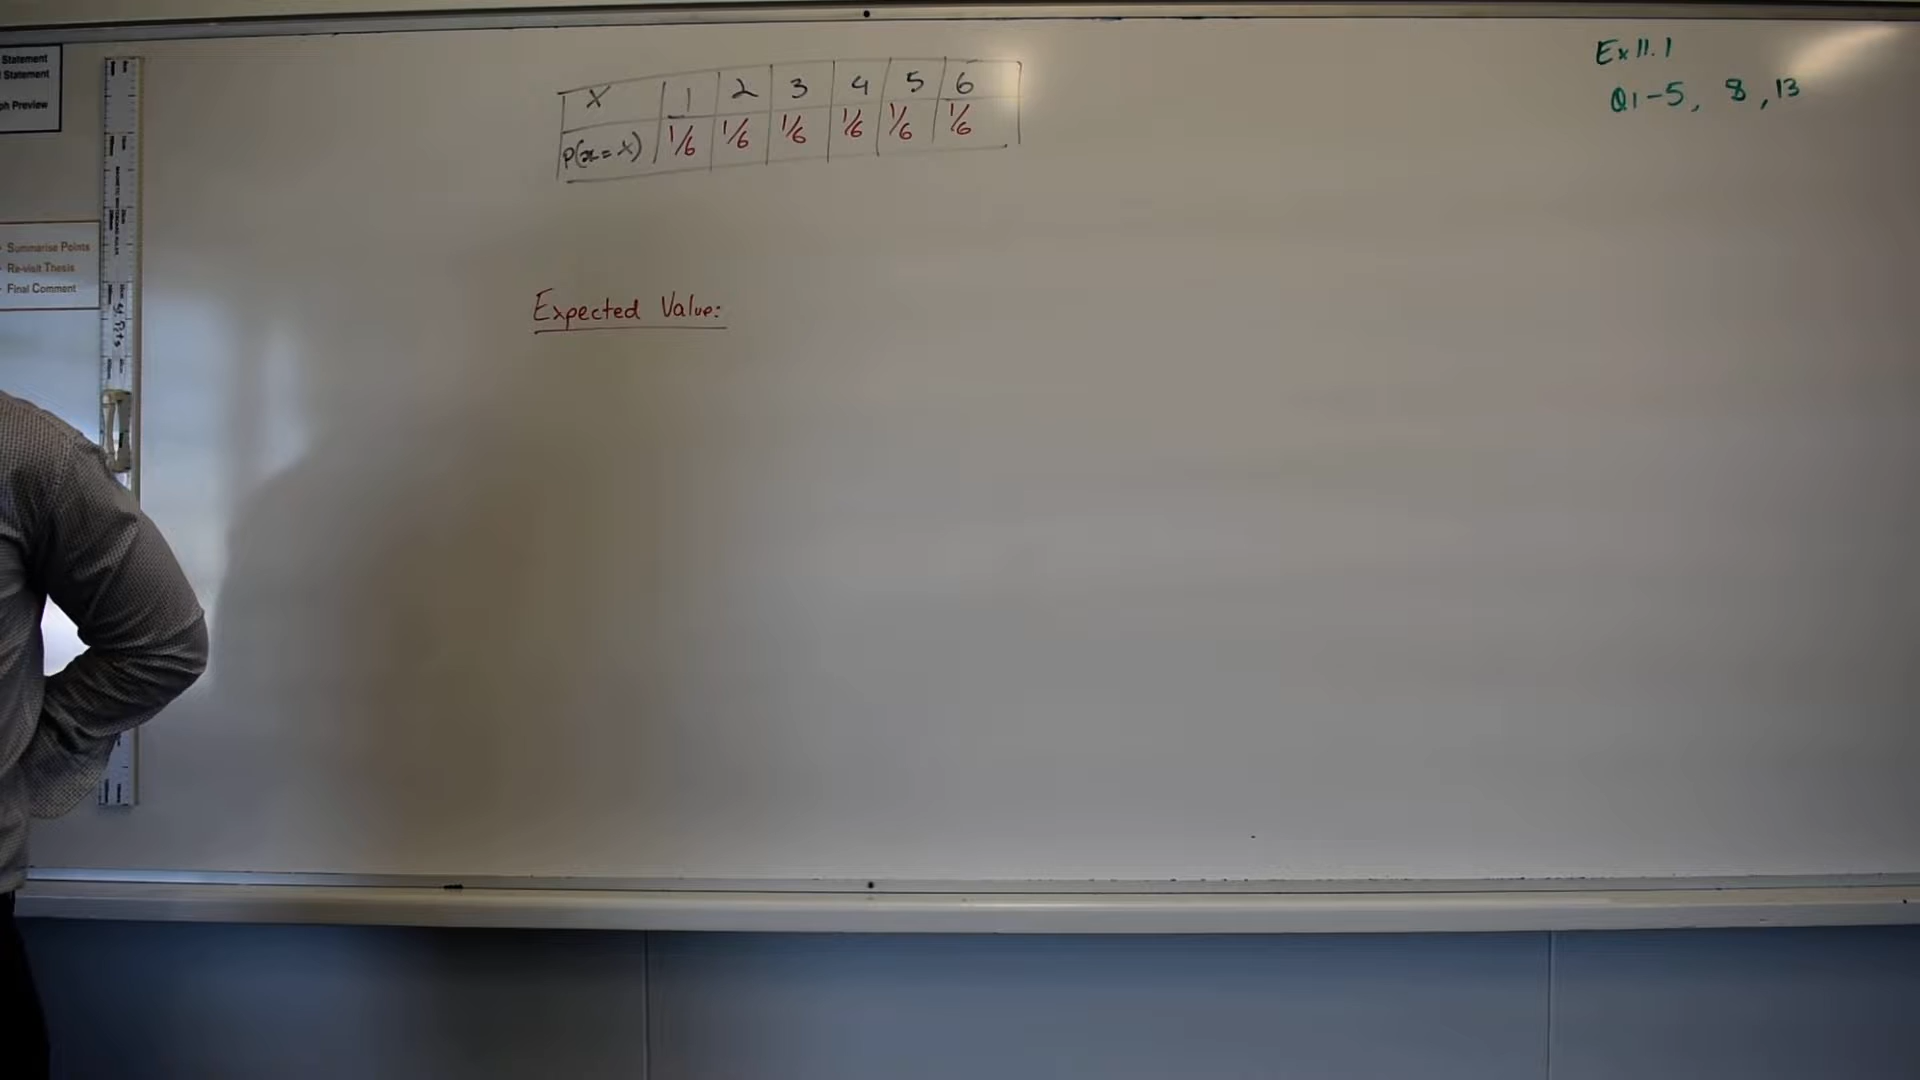 Statement
Statement
ph Preview
Summarise Points
Re-visit Thesis
Final Comment
X 1 2 3 4 5 6
P(x = X) 1/6 1/6 1/6 1/6 1/6 1/6
Expected Value:
Ex 11.1
Q1-5, 8, 13